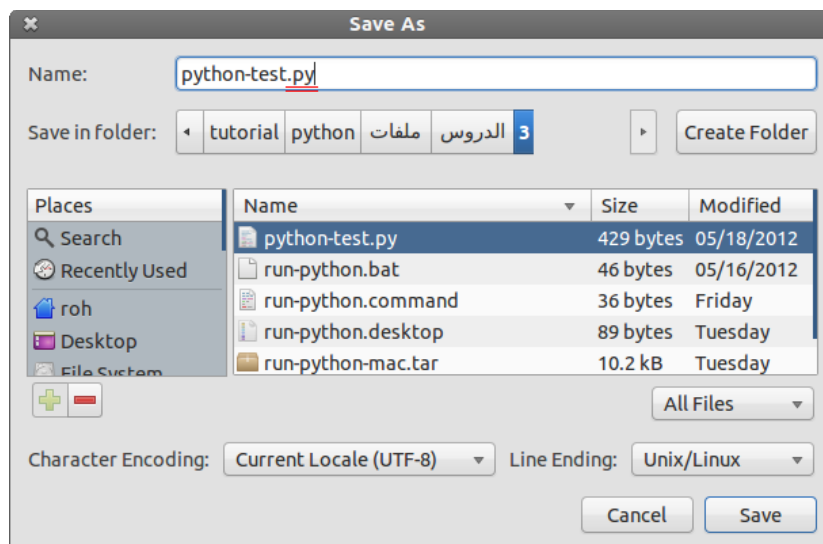 Save As
Name: python-test.py
Save in folder: tutorial python ملفات الدروس 3 Create Folder
Places Name Size Modified
Search python-test.py 429 bytes 05/18/2012
Recently Used run-python.bat 46 bytes 05/16/2012
roh run-python.command 36 bytes Friday
Desktop run-python.desktop 89 bytes Tuesday
File System run-python-mac.tar 10.2 kB Tuesday
All Files
Character Encoding: Current Locale (UTF-8) Line Ending: Unix/Linux
Cancel Save